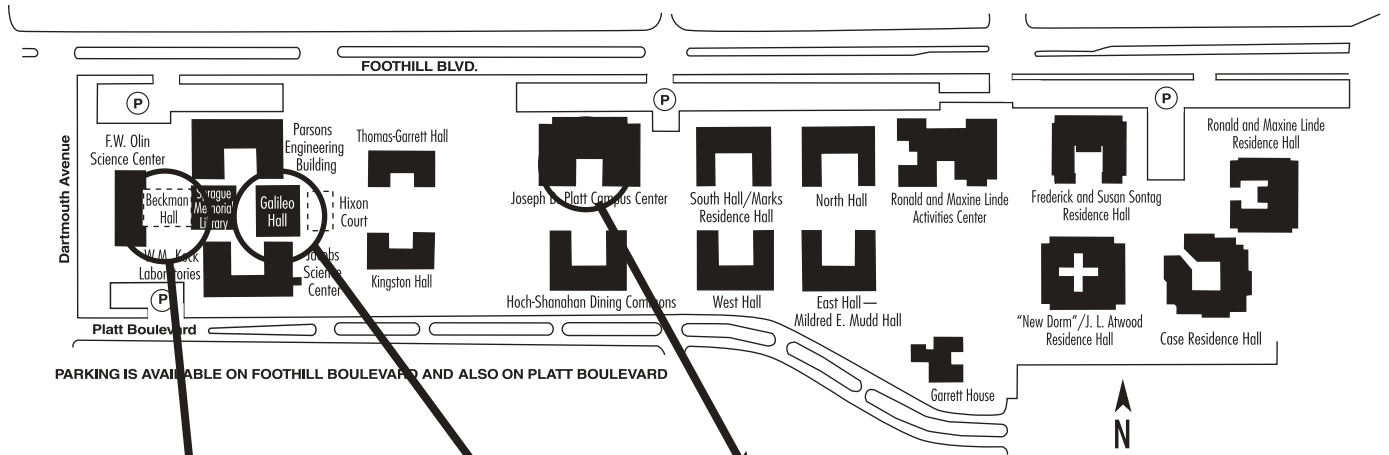 FOOTHILL BLVD.
P
P
P
Dartmouth Avenue
F.W. Olin
Science Center
Parsons
Engineering
Building
Thomas-Garrett Hall
Ronald and Maxine Linde
Residence Hall
Beckman
Hall
Sprague
Memorial
Library
Galileo
Hall
Hixon
Court
Joseph B. Platt Campus Center
South Hall/Marks
Residence Hall
North Hall
Ronald and Maxine Linde
Activities Center
Frederick and Susan Sontag
Residence Hall
W.M. Keck
Laboratories
Jacobs
Science
Center
Kingston Hall
P
Hoch-Shanahan Dining Commons
West Hall
East Hall —
Mildred E. Mudd Hall
"New Dorm"/J. L. Atwood
Residence Hall
Case Residence Hall
Platt Boulevard
PARKING IS AVAILABLE ON FOOTHILL BOULEVARD AND ALSO ON PLATT BOULEVARD
Garrett House
N